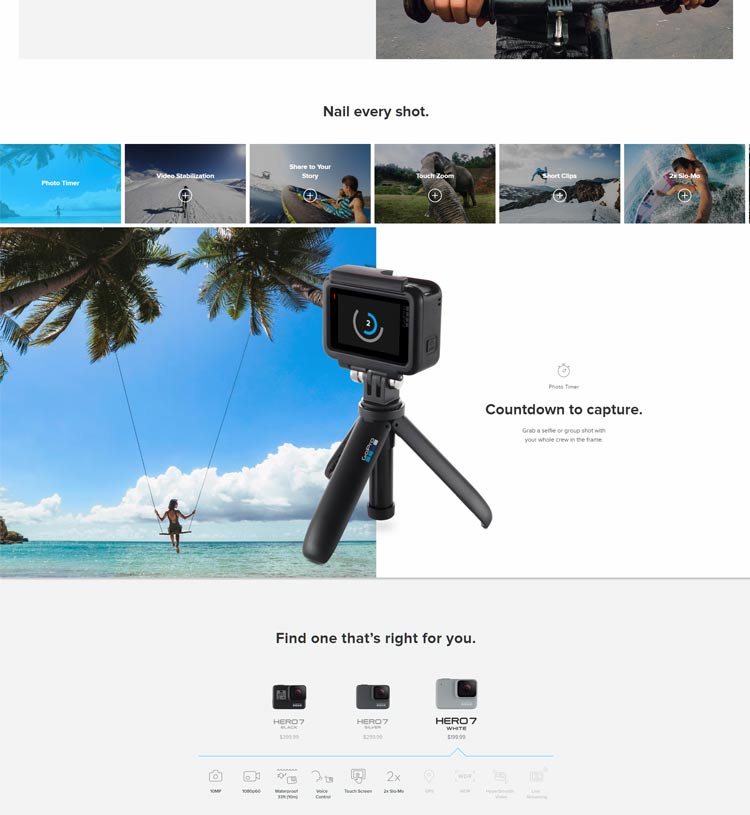 Nail every shot.
Photo Timer
Video Stabilization
Share to Your
Story
Touch Zoom
Short Clips
2x Slo-Mo
2
GoPro
Photo Timer
Countdown to capture.
Grab a selfie or group shot with
your whole crew in the frame.
Find one that’s right for you.
HERO7
BLACK
$399.99
HERO7
SILVER
$299.99
HERO7
WHITE
$199.99
10MP
1080p60
Waterproof
33ft (10m)
Voice
Control
Touch Screen
2x
2x Slo-Mo
GPS
WDR
WDR
HyperSmooth
Video
Live
Streaming